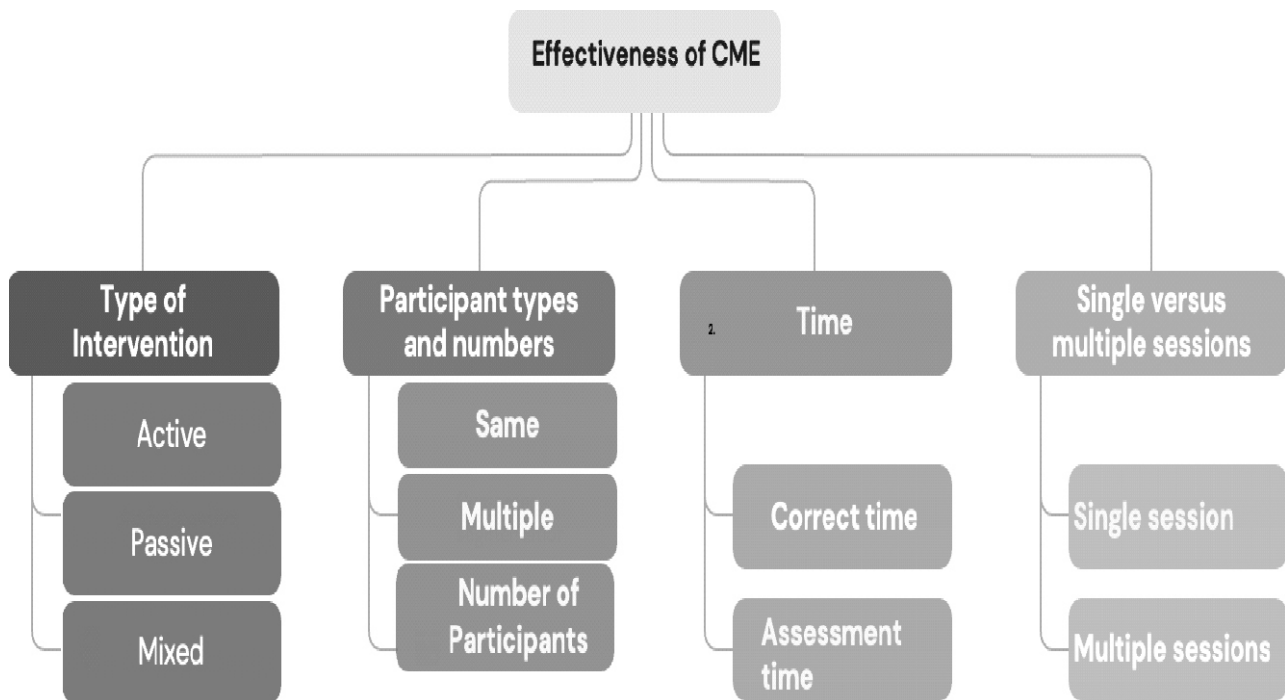 Effectiveness of CME
Type of
Intervention
Active
Passive
Mixed
Participant types
and numbers
Same
Multiple
Number of
Participants
2. Time
Correct time
Assessment
time
Single versus
multiple sessions
Single session
Multiple sessions